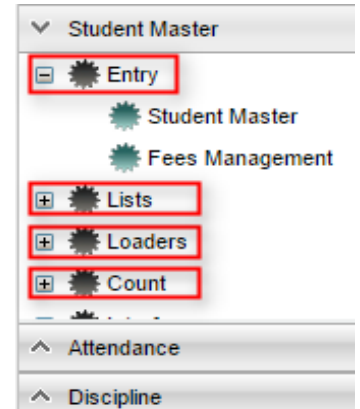 Student Master
Entry
Student Master
Fees Management
Lists
Loaders
Count
Attendance
Discipline